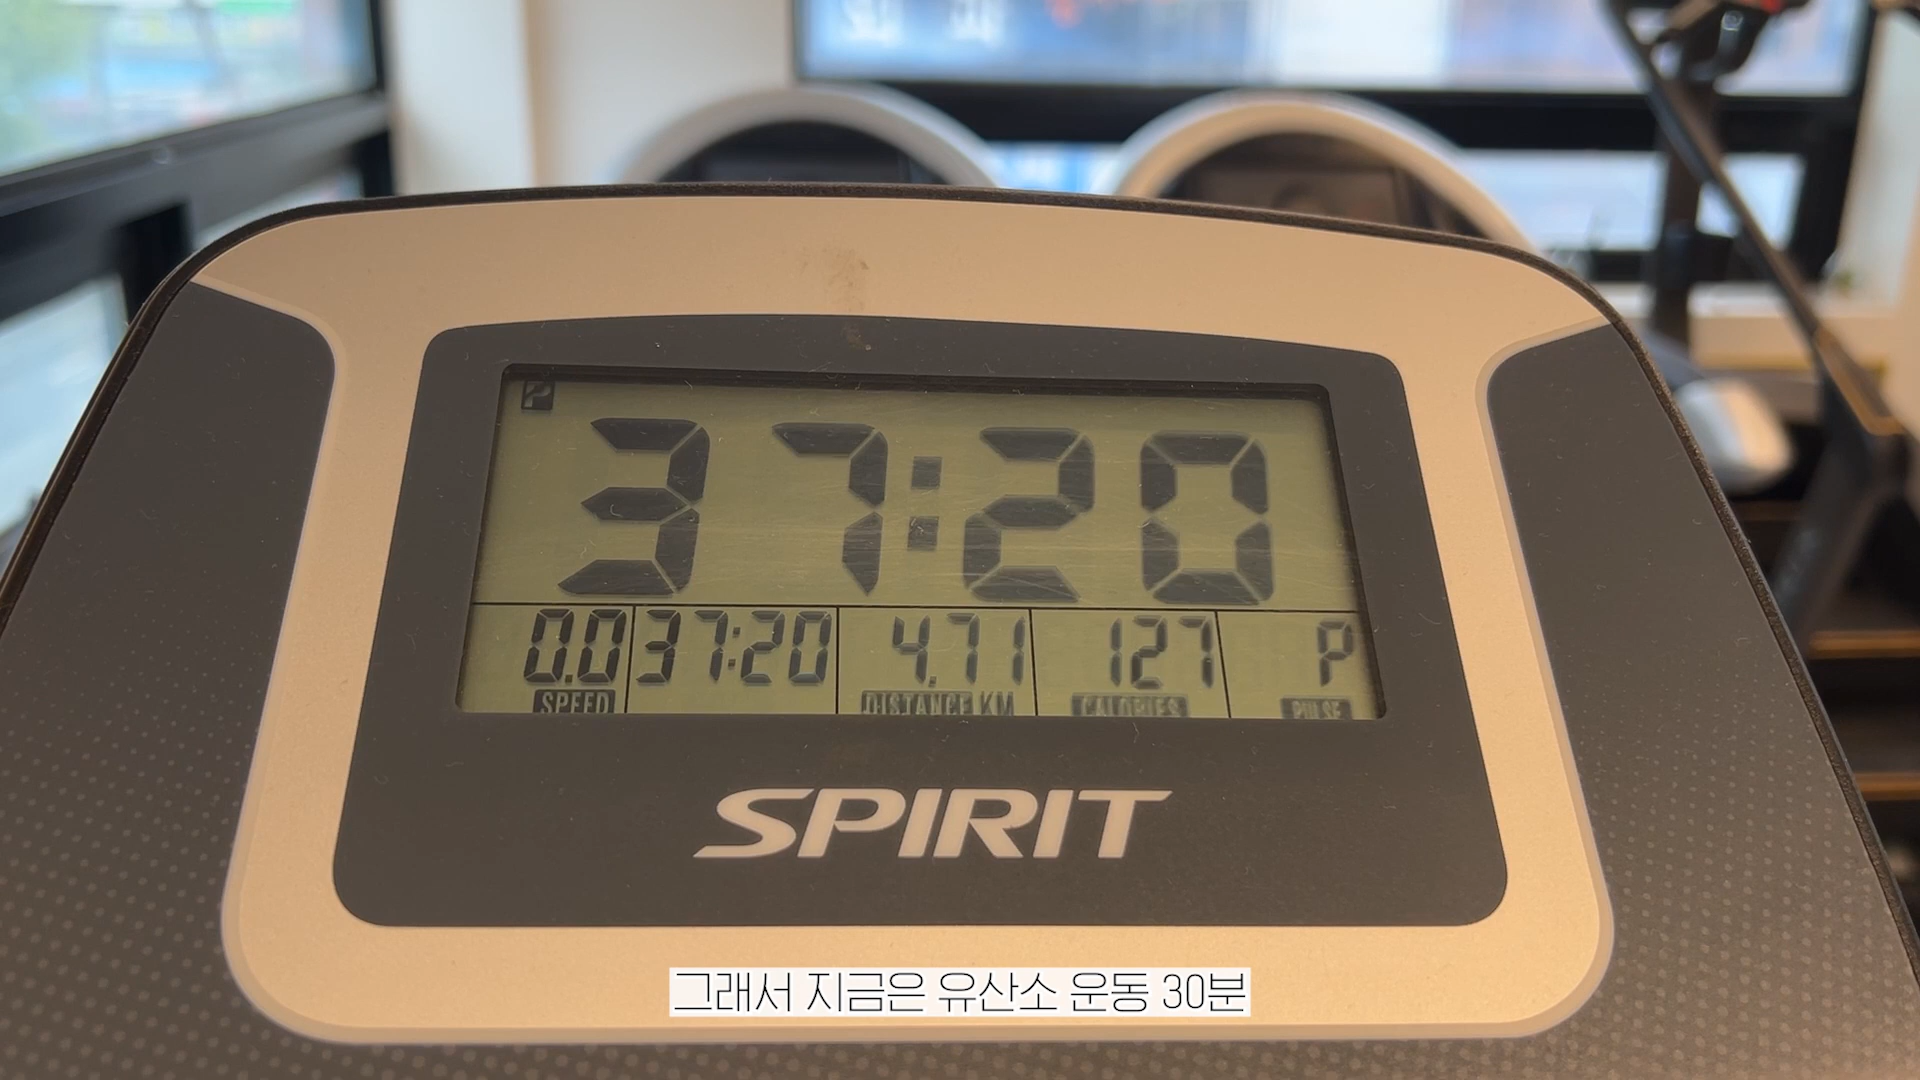 P
37:20
0.0 37:20 4.71 127 P
SPEED DISTANCE KM CALORIES PULSE
SPIRIT
그래서 지금은 유산소 운동 30분